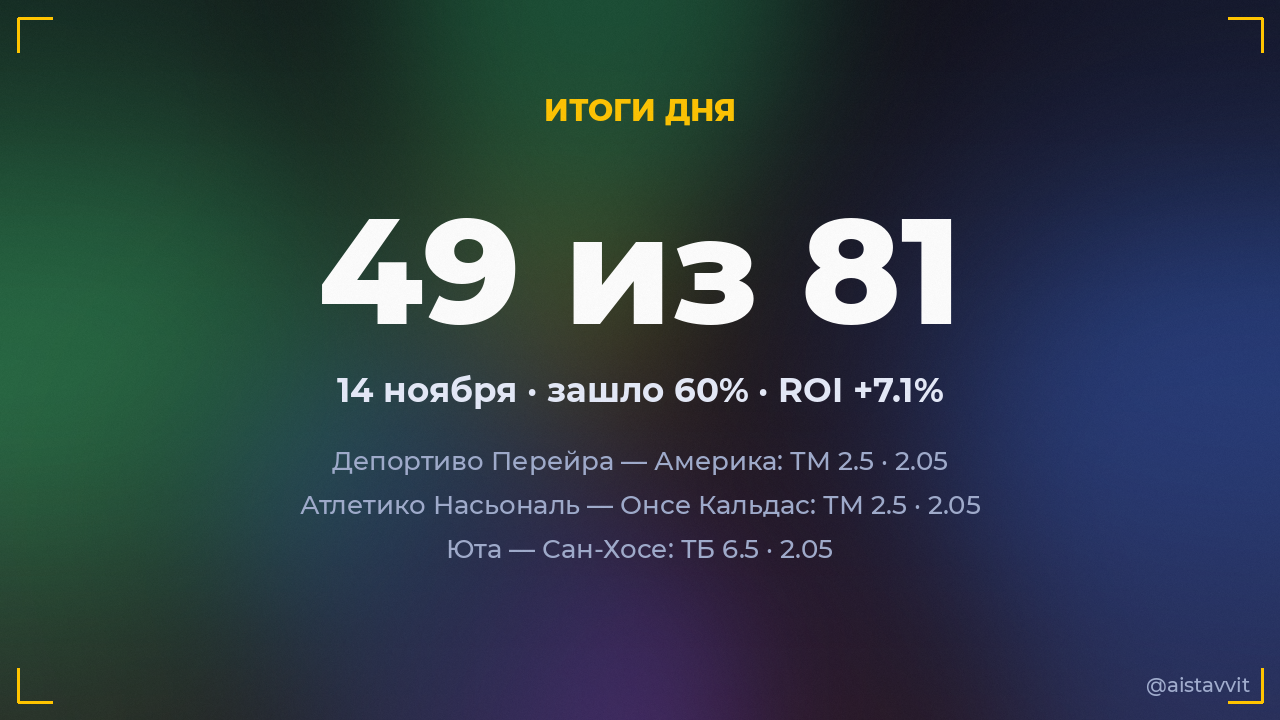 ИТОГИ ДНЯ
49 из 81
14 ноября · зашло 60% · ROI +7.1%
Депортиво Перейра — Америка: ТМ 2.5 · 2.05
Атлетико Насьональ — Онсе Кальдас: ТМ 2.5 · 2.05
Юта — Сан-Хосе: ТБ 6.5 · 2.05
@aistavvit